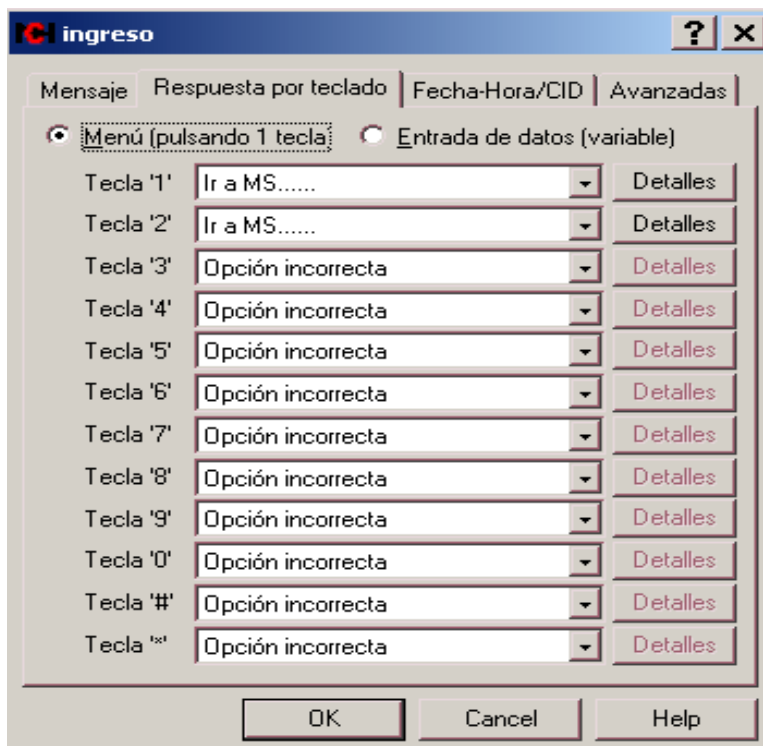 NCH ingreso
Mensaje Respuesta por teclado Fecha-Hora/CID Avanzadas
Menú (pulsando 1 tecla) Entrada de datos (variable)
Tecla '1' Ir a MS...... Detalles
Tecla '2' Ir a MS...... Detalles
Tecla '3' Opción incorrecta Detalles
Tecla '4' Opción incorrecta Detalles
Tecla '5' Opción incorrecta Detalles
Tecla '6' Opción incorrecta Detalles
Tecla '7' Opción incorrecta Detalles
Tecla '8' Opción incorrecta Detalles
Tecla '9' Opción incorrecta Detalles
Tecla '0' Opción incorrecta Detalles
Tecla '#' Opción incorrecta Detalles
Tecla '*' Opción incorrecta Detalles
OK Cancel Help